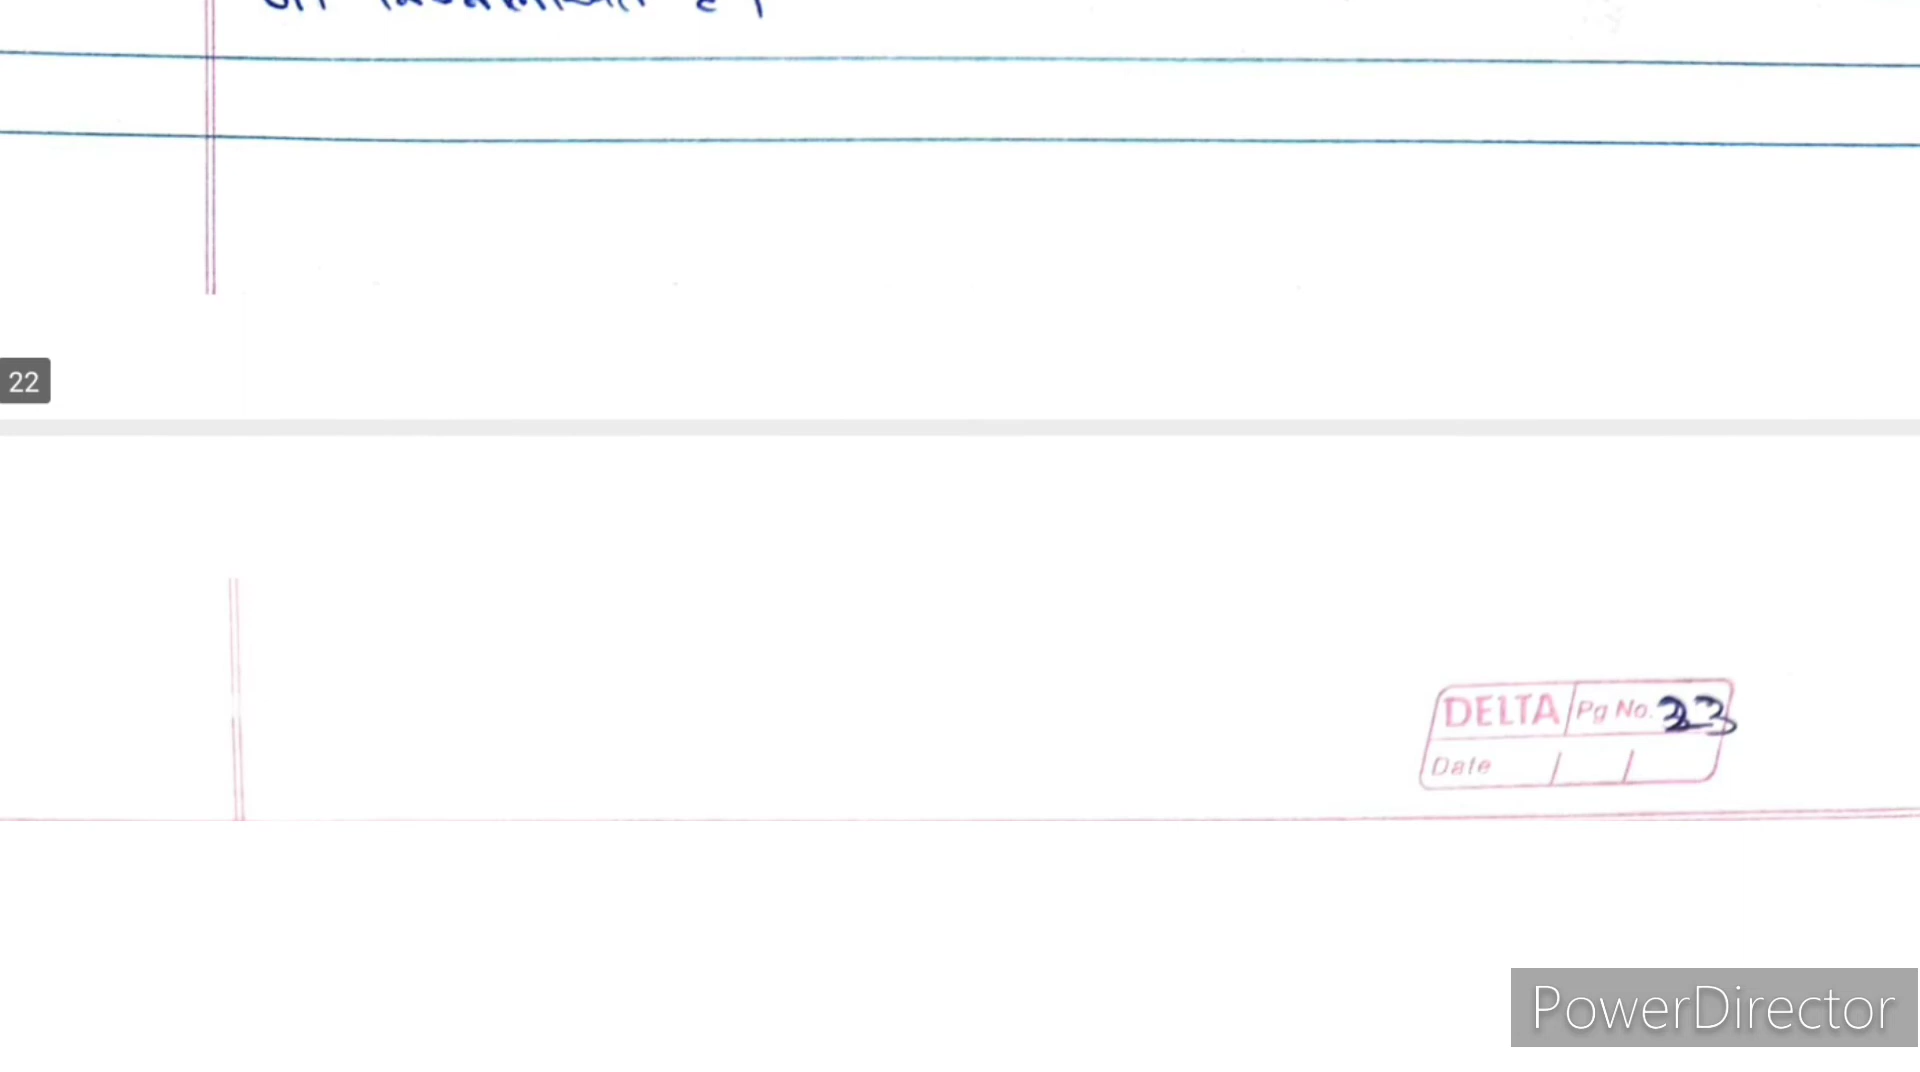 22
DELTA Pg No. 23
Date / /
PowerDirector